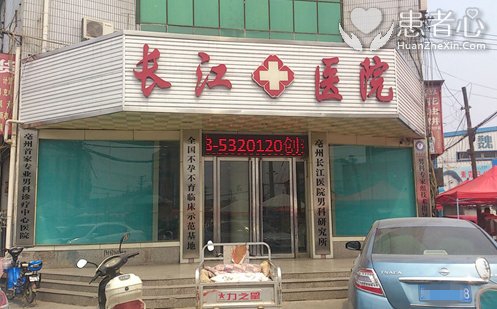 患者心
HuanZheXin.Com
长江医院
8-5320120创
亳州首家专业男科诊疗中心医院
全国不孕不育临床示范基地
亳州长江医院男科研究所
魏
力之星
TEANA